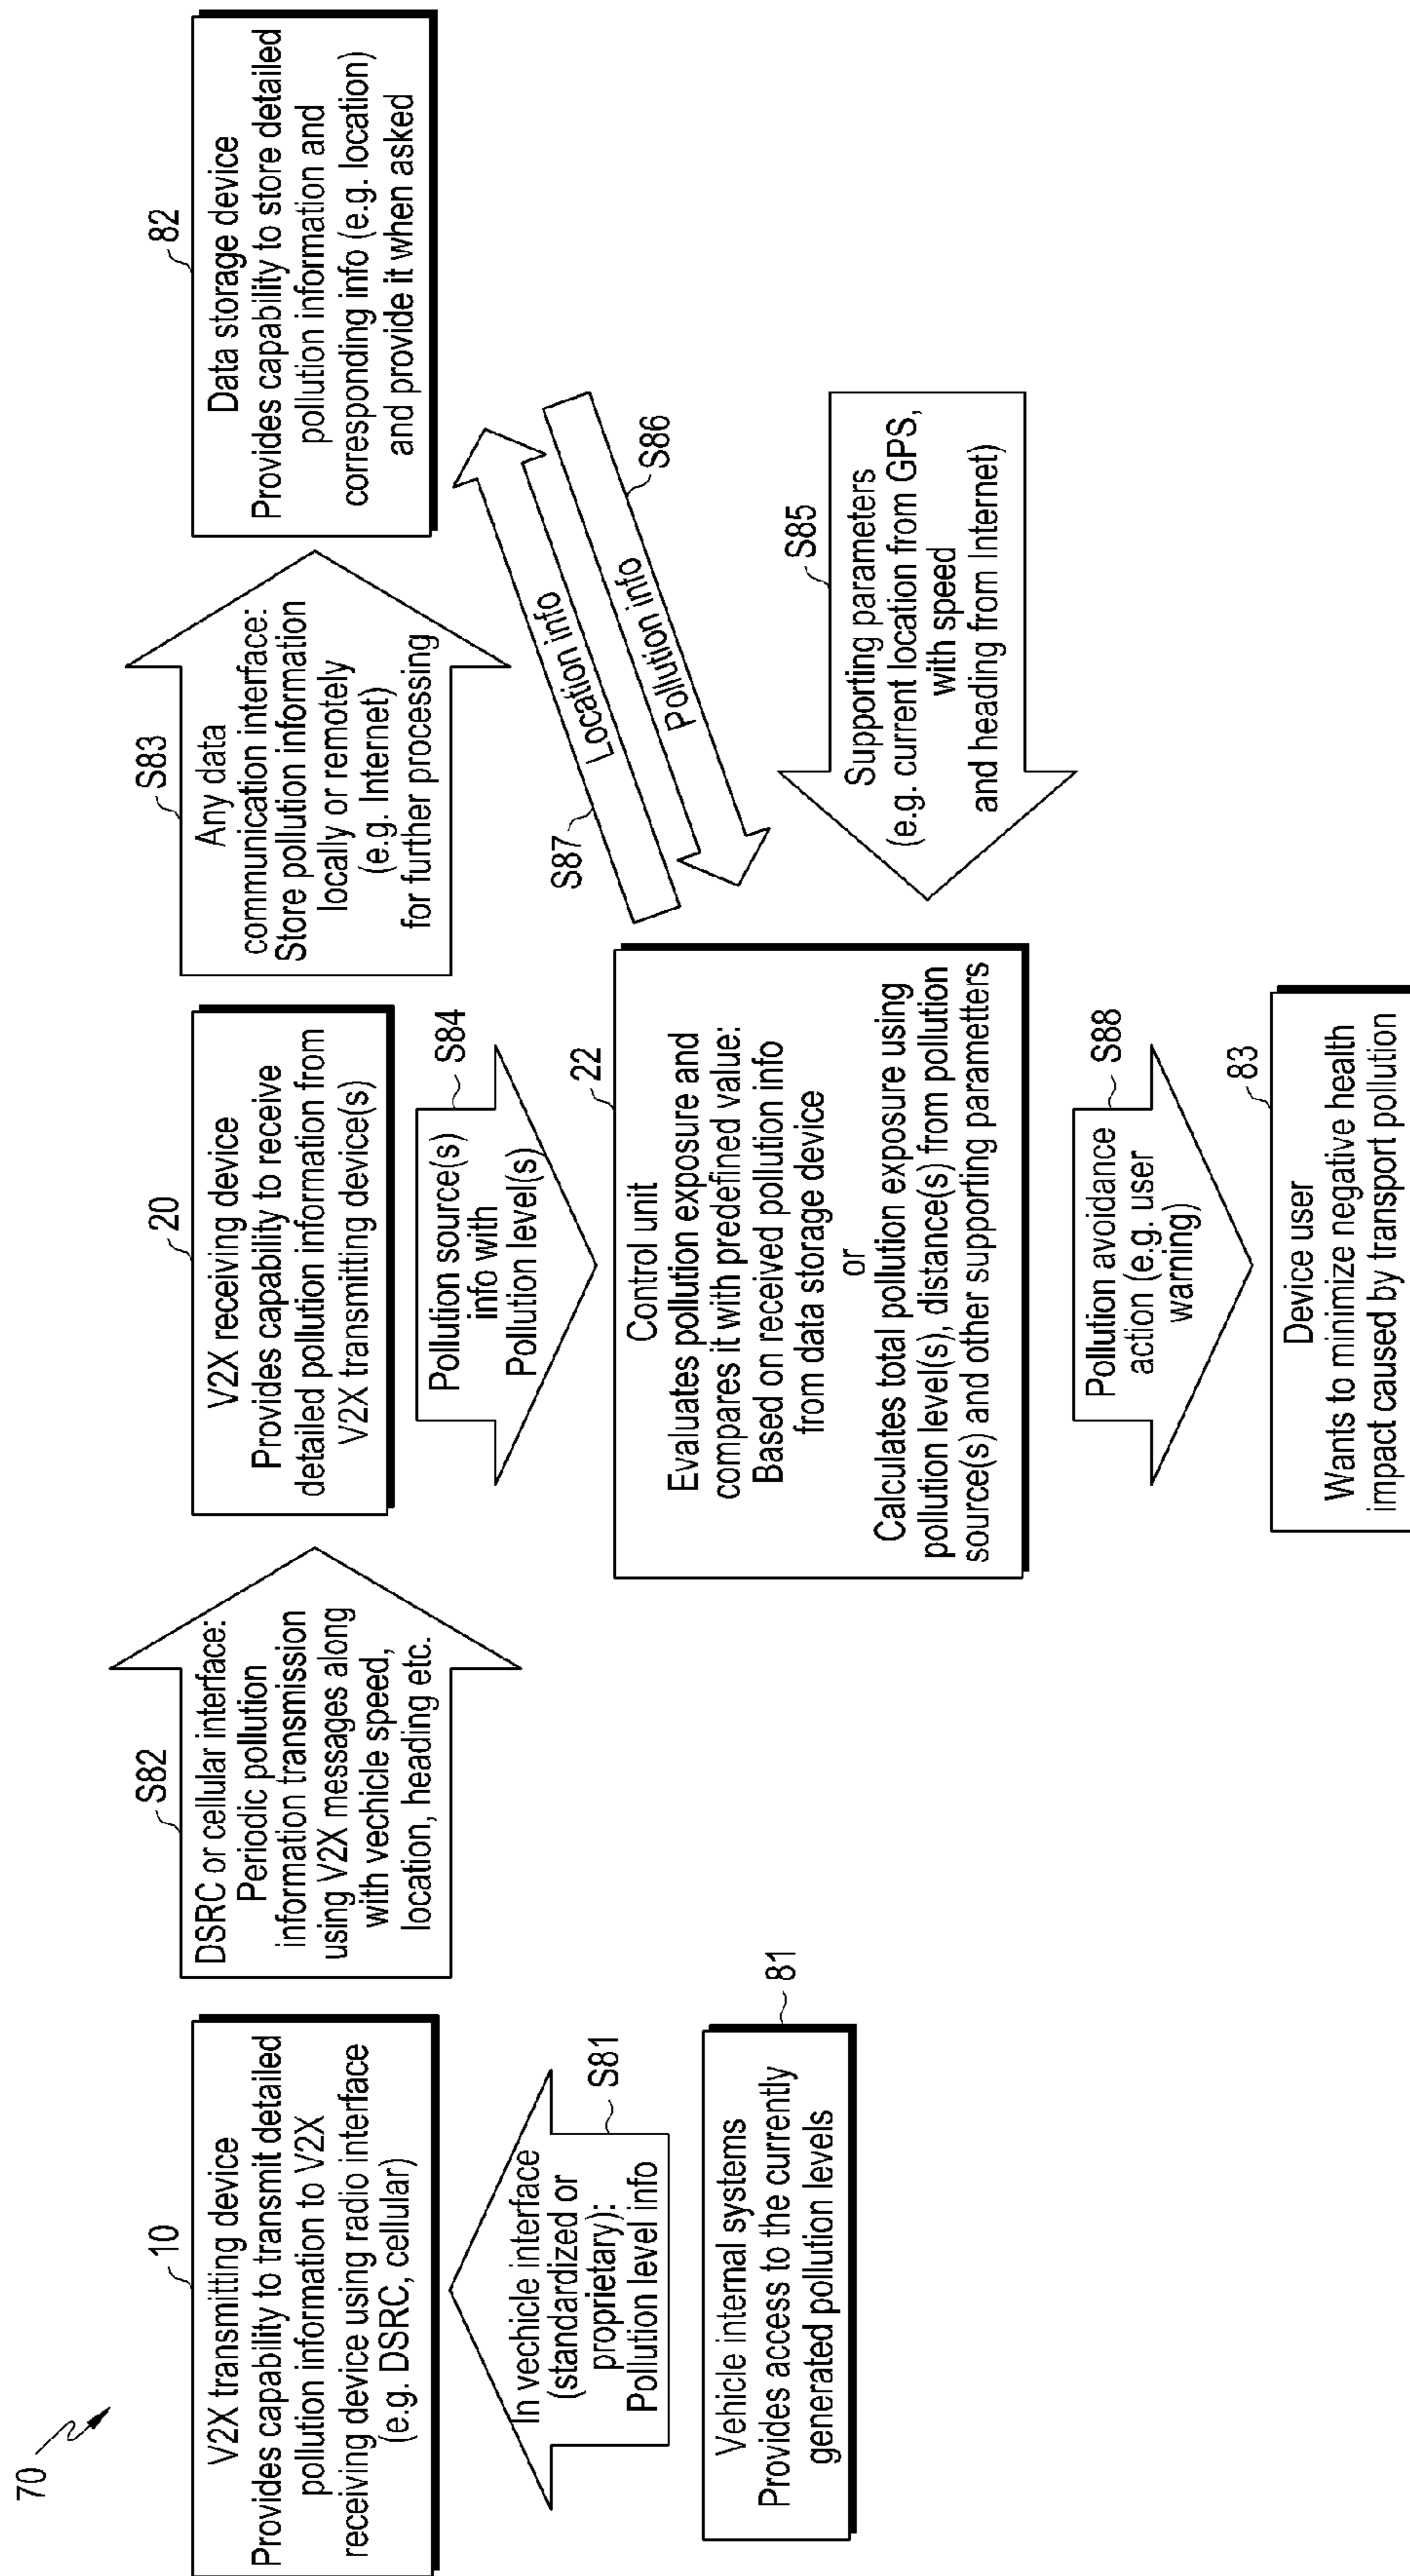 70
10
V2X transmitting device
Provides capability to transmit detailed
pollution information to V2X
receiving device using radio interface
(e.g. DSRC, cellular)
S81
In vechicle interface
(standardized or
proprietary):
Pollution level info
81
Vehicle internal systems
Provides access to the currently
generated pollution levels
S82
DSRC or cellular interface:
Periodic pollution
information transmission
using V2X messages along
with vechicle speed,
location, heading etc.
20
V2X receiving device
Provides capability to receive
detailed pollution information from
V2X transmitting device(s)
S84
Pollution source(s)
info with
Pollution level(s)
22
Control unit
Evaluates pollution exposure and
compares it with predefined value:
Based on received pollution info
from data storage device
or
Calculates total pollution exposure using
pollution level(s), distance(s) from pollution
source(s) and other supporting parametters
S88
Pollution avoidance
action (e.g. user
warning)
83
Device user
Wants to minimize negative health
impact caused by transport pollution
S83
Any data
communication interface:
Store pollution information
locally or remotely
(e.g. Internet)
for further processing
82
Data storage device
Provides capability to store detailed
pollution information and
corresponding info (e.g. location)
and provide it when asked
S87
Location info
Pollution info
S86
S85
Supporting parameters
(e.g. current location from GPS,
with speed
and heading from Internet)